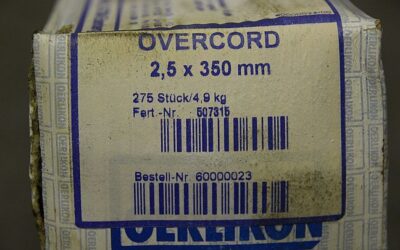 OVERCORD
2,5 x 350 mm
275 Stück/4,9 kg
Fert.-Nr. 507315
Bestell-Nr 60000023
OERLIKON